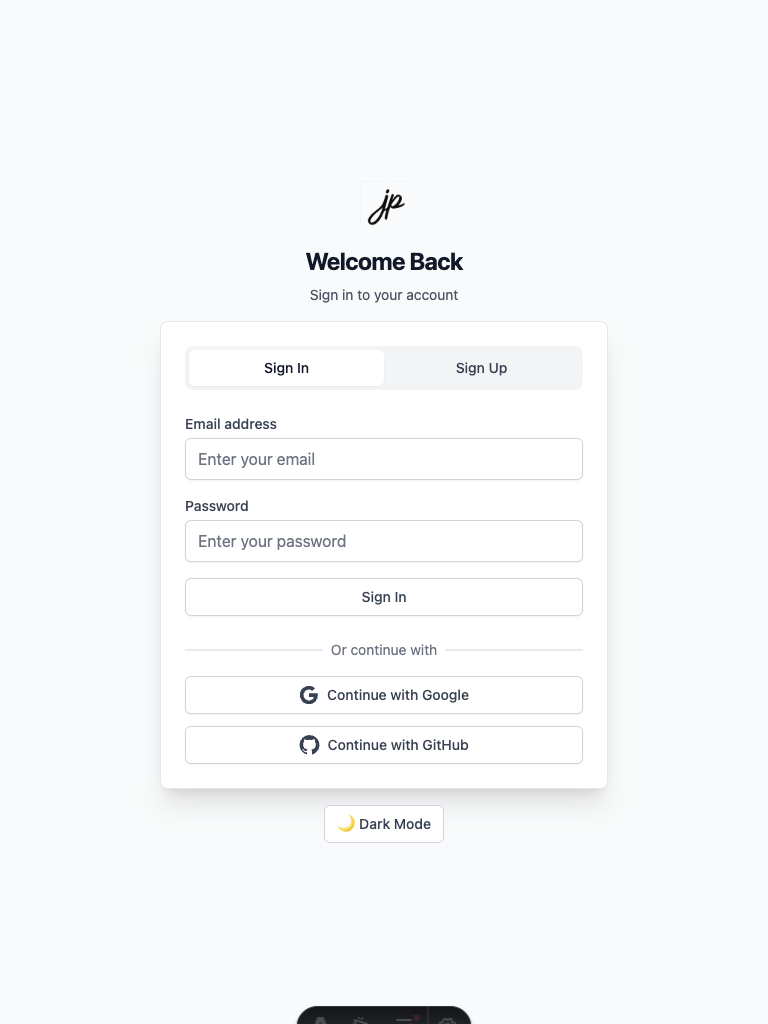 jp
Welcome Back
Sign in to your account
Sign In
Sign Up
Email address
Enter your email
Password
Enter your password
Sign In
Or continue with
Continue with Google
Continue with GitHub
🌙 Dark Mode